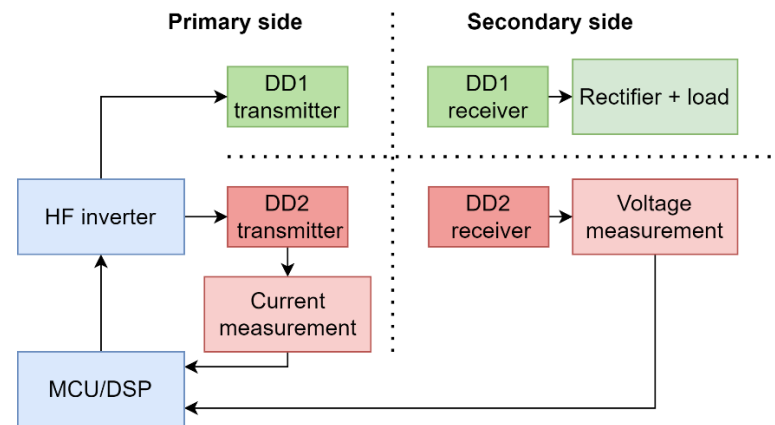 Primary side
Secondary side
DD1
transmitter
DD1
receiver
Rectifier + load
HF inverter
DD2
transmitter
DD2
receiver
Voltage
measurement
Current
measurement
MCU/DSP